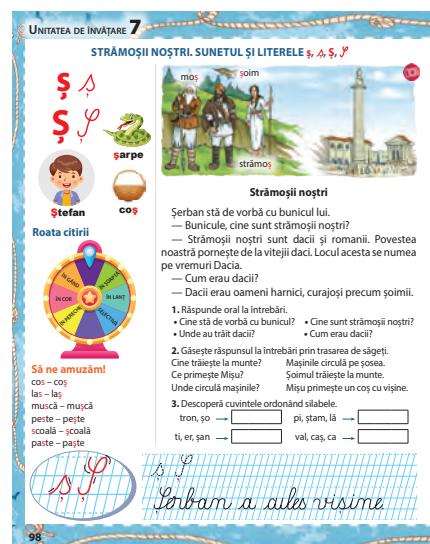 UNITATEA DE ÎNVĂȚARE 7
STRĂMOȘII NOȘTRI. SUNETUL ȘI LITERELE ș, ș, Ș, Ș
ș ș
Ș Ș
șarpe
Ștefan
coș
moș
șoim
strămoș
Roata citirii
ÎN GÂND
ÎN ȘOAPTĂ
ÎN COR
ÎN LANȚ
ÎN PERECHE
SELECTIVĂ
Să ne amuzăm!
cos – coș
las – laș
muscă – mușcă
peste – pește
scoală – școală
paste – paște
Strămoșii noștri
Șerban stă de vorbă cu bunicul lui.
— Bunicule, cine sunt strămoșii noștri?
— Strămoșii noștri sunt dacii și romanii. Povestea
noastră pornește de la vitejii daci. Locul acesta se numea
pe vremuri Dacia.
— Cum erau dacii?
— Dacii erau oameni harnici, curajoși precum șoimii.
1. Răspunde oral la întrebări.
• Cine stă de vorbă cu bunicul? • Cine sunt strămoșii noștri?
• Unde au trăit dacii? • Cum erau dacii?
2. Găsește răspunsul la întrebări prin trasarea de săgeți.
Cine trăiește la munte? Mașinile circulă pe șosea.
Ce primește Mișu? Șoimul trăiește la munte.
Unde circulă mașinile? Mișu primește un coș cu vișine.
3. Descoperă cuvintele ordonând silabele.
tron, șo pi, ștam, lă
ti, er, șan val, caș, ca
ș Ș
ș Ș
Șerban a cules vișine.
98